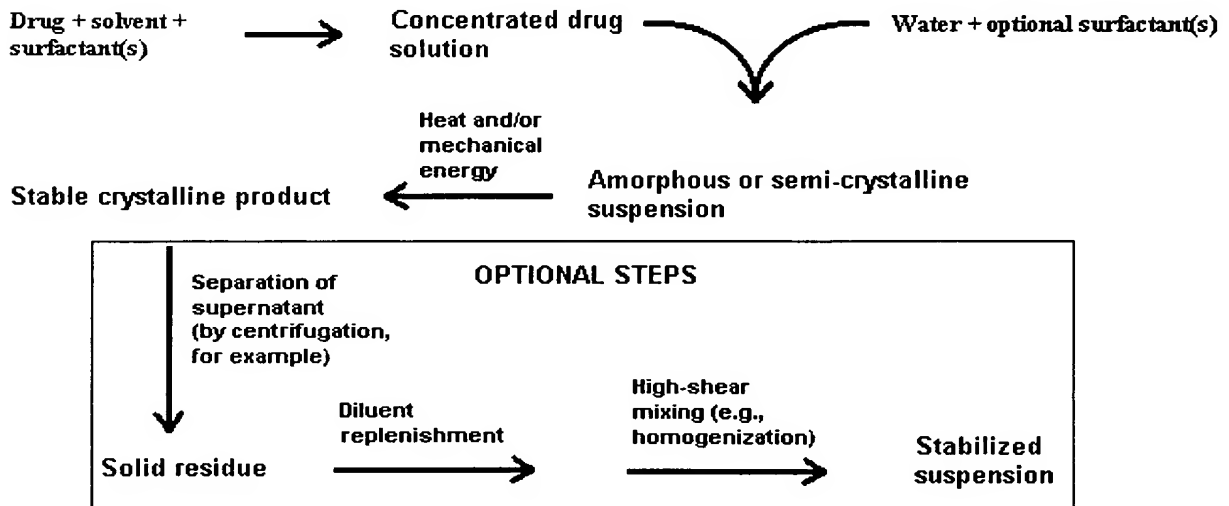 Drug + solvent +
surfactant(s)
Concentrated drug
solution
Water + optional surfactant(s)
Heat and/or
mechanical
energy
Stable crystalline product
Amorphous or semi-crystalline
suspension
OPTIONAL STEPS
Separation of
supernatant
(by centrifugation,
for example)
Solid residue
Diluent
replenishment
High-shear
mixing (e.g.,
homogenization)
Stabilized
suspension